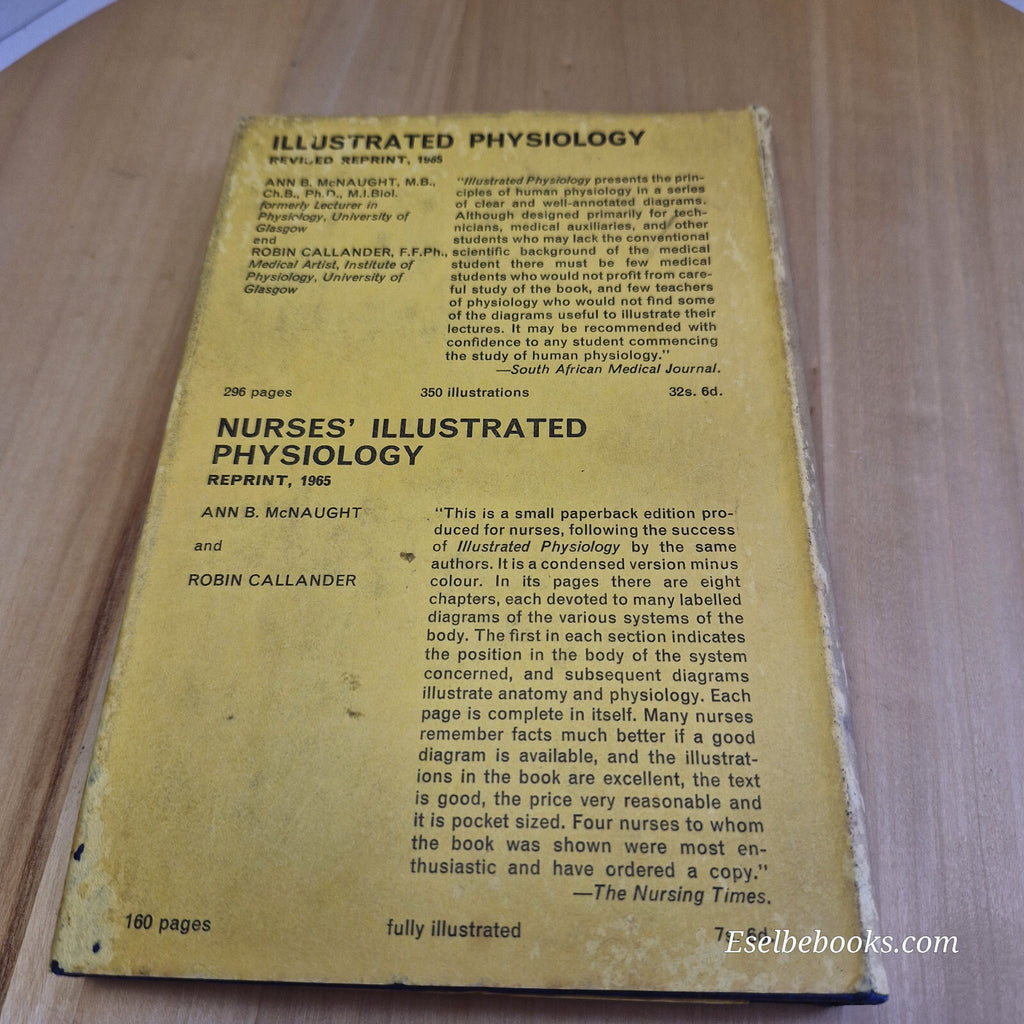 ILLUSTRATED PHYSIOLOGY
REVISED REPRINT, 1965
ANN B. McNAUGHT, M.B.,
Ch.B., Ph.D., M.I.Biol.
formerly Lecturer in
Physiology, University of
Glasgow
and
ROBIN CALLANDER, F.F.Ph.,
Medical Artist, Institute of
Physiology, University of
Glasgow
"Illustrated Physiology presents the prin-
ciples of human physiology in a series
of clear and well-annotated diagrams.
Although designed primarily for tech-
nicians, medical auxiliaries, and other
students who may lack the conventional
scientific background of the medical
student there must be few medical
students who would not profit from care-
ful study of the book, and few teachers
of physiology who would not find some
of the diagrams useful to illustrate their
lectures. It may be recommended with
confidence to any student commencing
the study of human physiology."
—South African Medical Journal.
296 pages 350 illustrations 32s. 6d.
NURSES' ILLUSTRATED
PHYSIOLOGY
REPRINT, 1965
ANN B. McNAUGHT
and
ROBIN CALLANDER
"This is a small paperback edition pro-
duced for nurses, following the success
of Illustrated Physiology by the same
authors. It is a condensed version minus
colour. In its pages there are eight
chapters, each devoted to many labelled
diagrams of the various systems of the
body. The first in each section indicates
the position in the body of the system
concerned, and subsequent diagrams
illustrate anatomy and physiology. Each
page is complete in itself. Many nurses
remember facts much better if a good
diagram is available, and the illustrat-
ions in the book are excellent, the text
is good, the price very reasonable and
it is pocket sized. Four nurses to whom
the book was shown were most en-
thusiastic and have ordered a copy."
—The Nursing Times.
160 pages fully illustrated 7s. 6d.
Eselbebooks.com